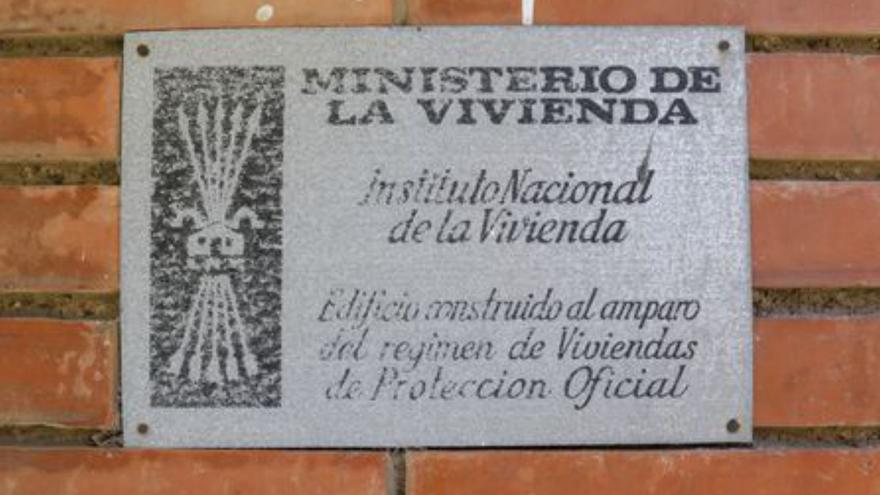 MINISTERIO DE
LA VIVIENDA
Instituto Nacional
de la Vivienda
Edificio construido al amparo
del regimen de Viviendas
de Proteccion Oficial